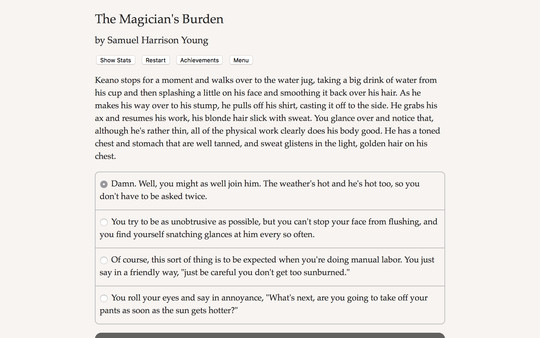 The Magician's Burden
by Samuel Harrison Young
Show Stats Restart Achievements Menu
Keano stops for a moment and walks over to the water jug, taking a big drink of water from
his cup and then splashing a little on his face and smoothing it back over his hair. As he
makes his way over to his stump, he pulls off his shirt, casting it off to the side. He grabs his
ax and resumes his work, his blonde hair slick with sweat. You glance over and notice that,
although he's rather thin, all of the physical work clearly does his body good. He has a toned
chest and stomach that are well tanned, and sweat glistens in the light, golden hair on his
chest.
Damn. Well, you might as well join him. The weather's hot and he's hot too, so you
don't have to be asked twice.
You try to be as unobtrusive as possible, but you can't stop your face from flushing, and
you find yourself snatching glances at him every so often.
Of course, this sort of thing is to be expected when you're doing manual labor. You just
say in a friendly way, "just be careful you don't get too sunburned."
You roll your eyes and say in annoyance, "What's next, are you going to take off your
pants as soon as the sun gets hotter?"